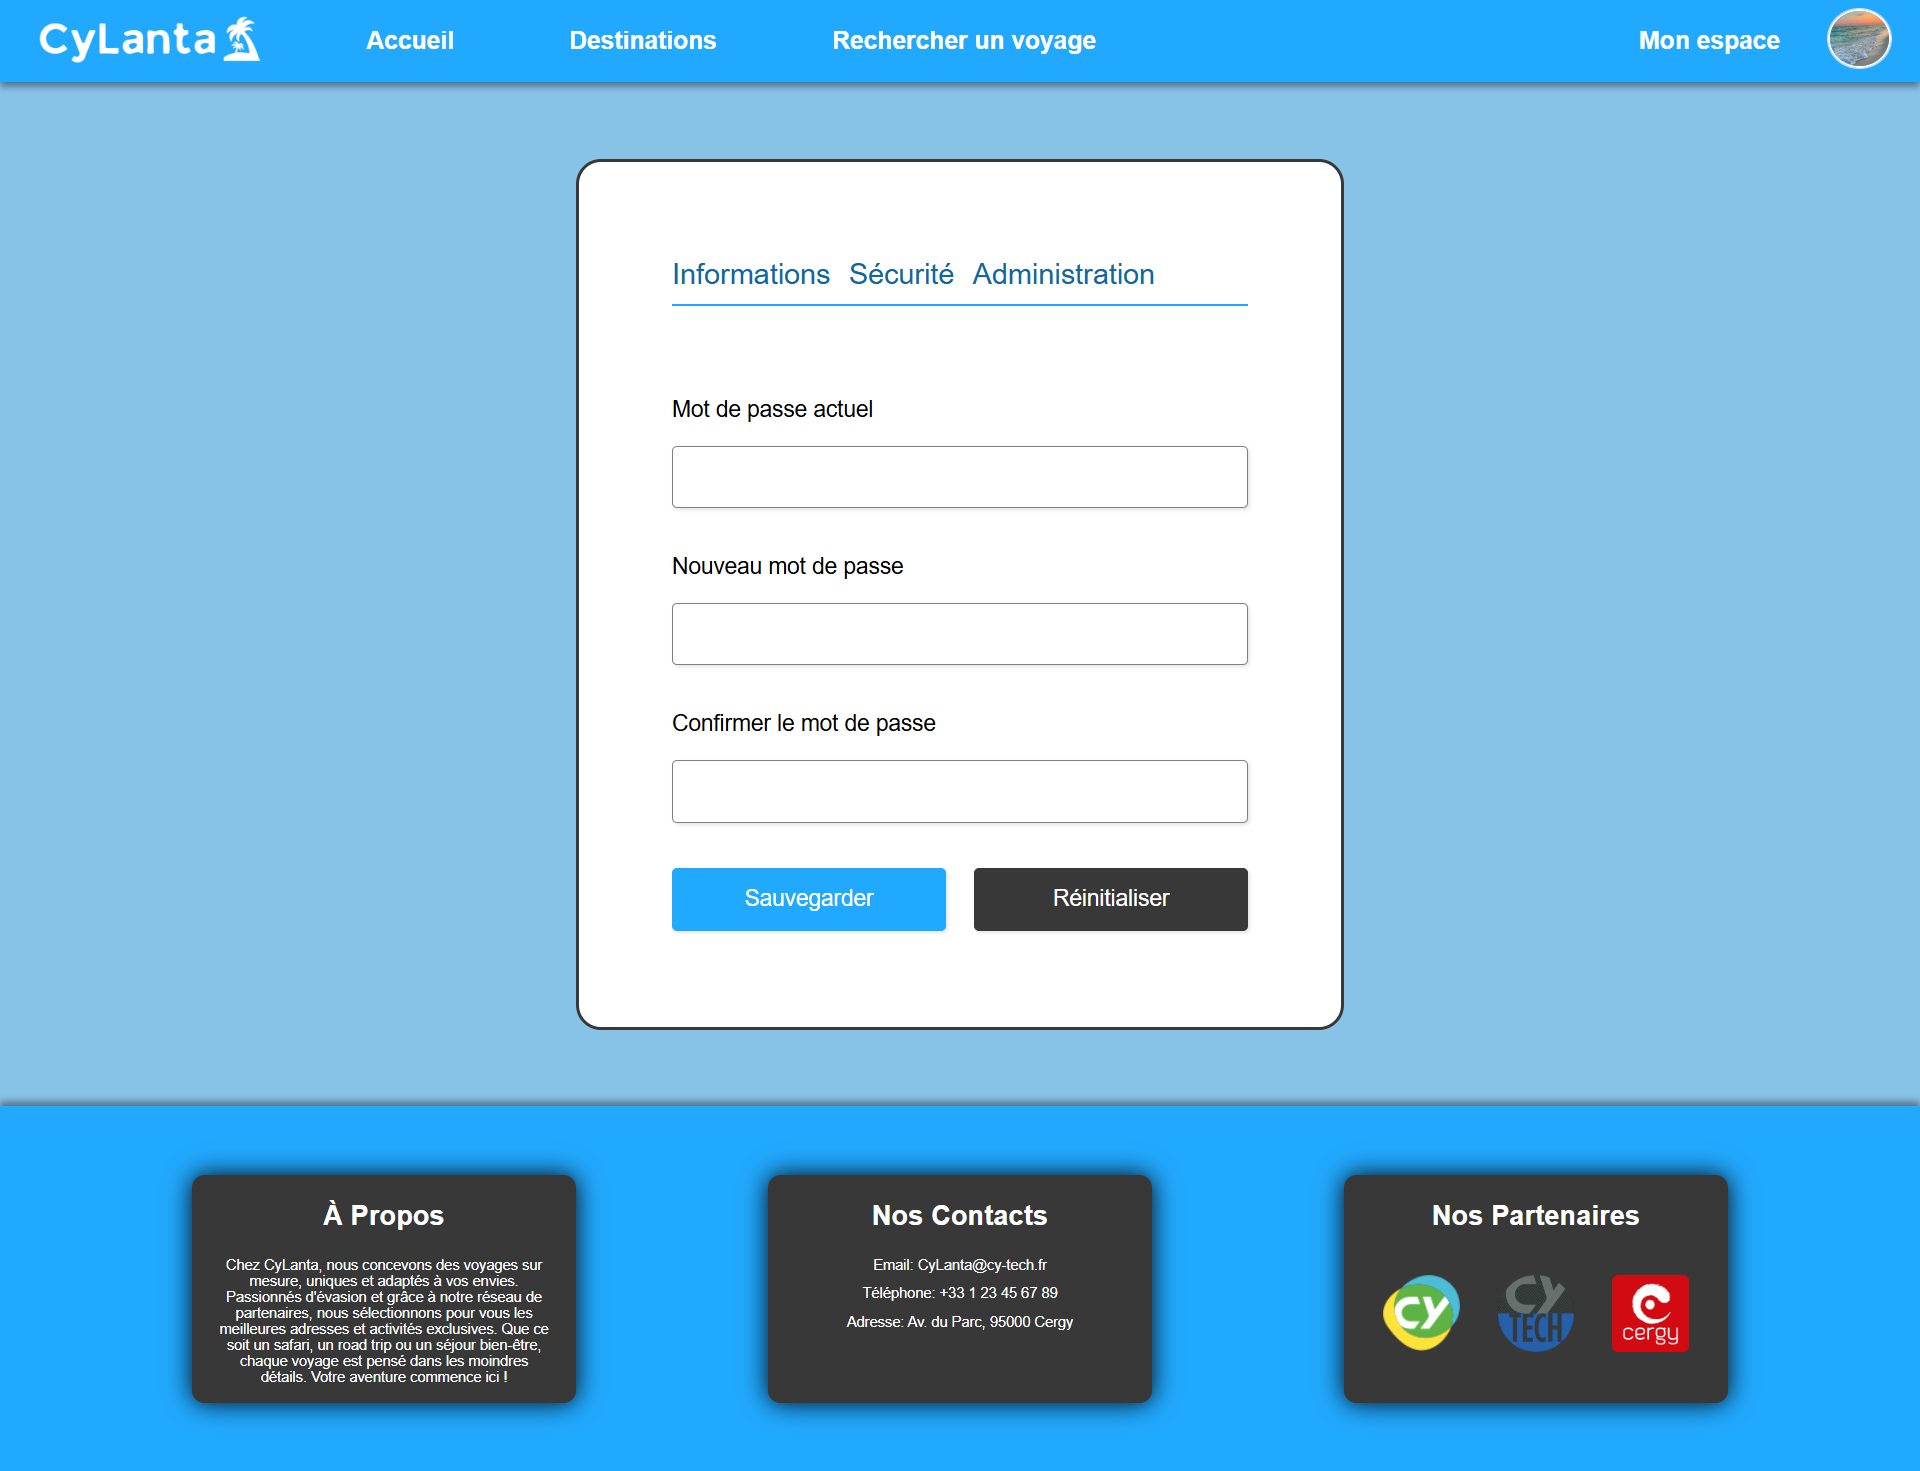 CyLanta
Accueil
Destinations
Rechercher un voyage
Mon espace
Informations Sécurité Administration
Mot de passe actuel
Nouveau mot de passe
Confirmer le mot de passe
Sauvegarder
Réinitialiser
À Propos
Chez CyLanta, nous concevons des voyages sur
mesure, uniques et adaptés à vos envies.
Passionnés d'évasion et grâce à notre réseau de
partenaires, nous sélectionnons pour vous les
meilleures adresses et activités exclusives. Que ce
soit un safari, un road trip ou un séjour bien-être,
chaque voyage est pensé dans les moindres
détails. Votre aventure commence ici !
Nos Contacts
Email: CyLanta@cy-tech.fr
Téléphone: +33 1 23 45 67 89
Adresse: Av. du Parc, 95000 Cergy
Nos Partenaires
CY
CY
TECH
cergy